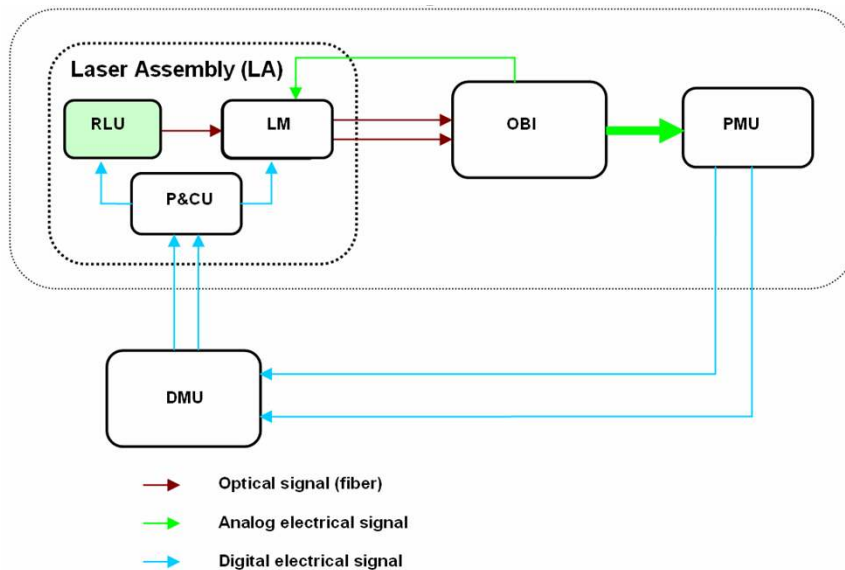 Laser Assembly (LA)
RLU
LM
OBI
PMU
P&CU
DMU
Optical signal (fiber)
Analog electrical signal
Digital electrical signal